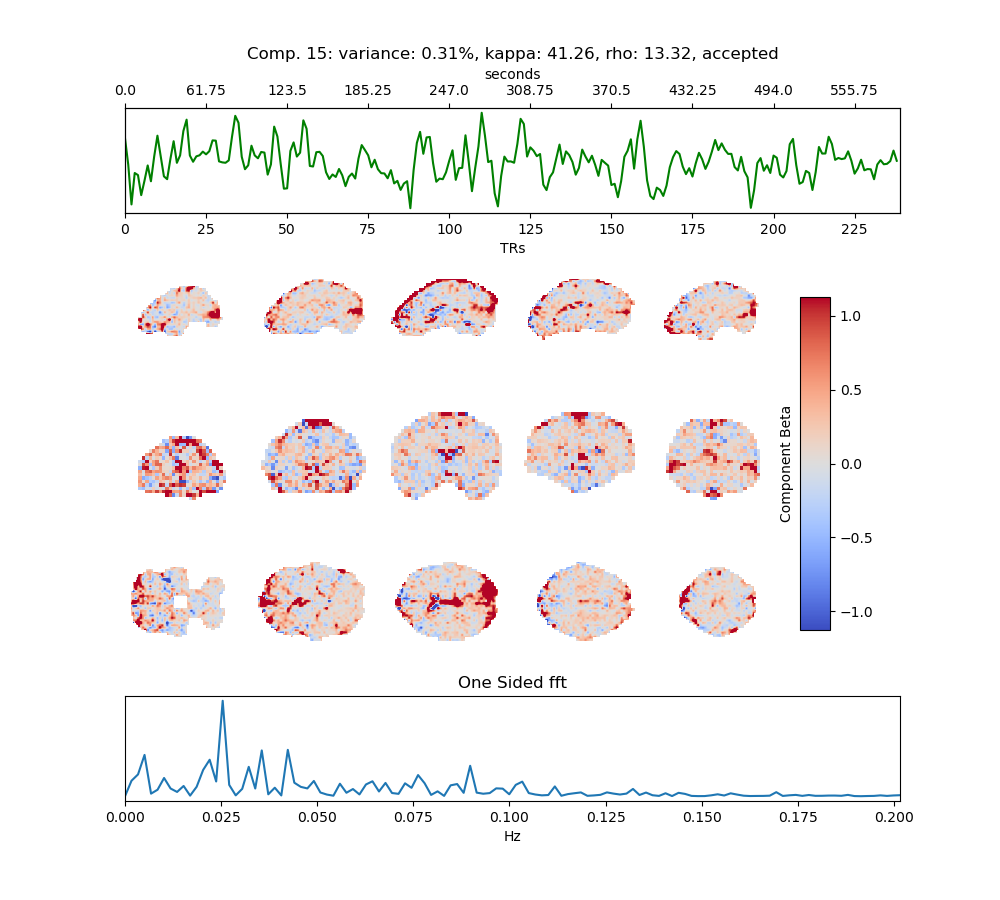 Comp. 15: variance: 0.31%, kappa: 41.26, rho: 13.32, accepted
seconds
0.0 61.75 123.5 185.25 247.0 308.75 370.5 432.25 494.0 555.75
0 25 50 75 100 125 150 175 200 225
TRs
1.0
0.5
0.0
−0.5
−1.0
Component Beta
One Sided fft
0.000 0.025 0.050 0.075 0.100 0.125 0.150 0.175 0.200
Hz